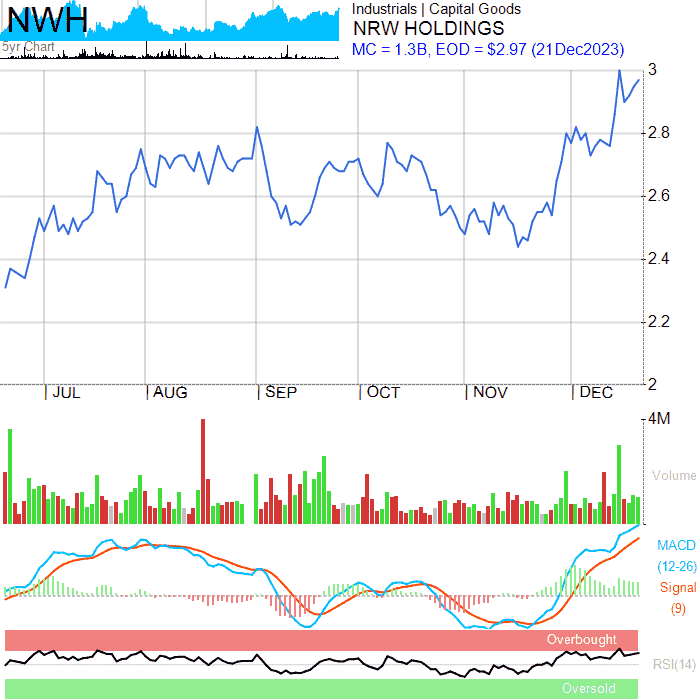 NWH
5yr Chart
Industrials | Capital Goods
NRW HOLDINGS
MC = 1.3B, EOD = $2.97 (21Dec2023)
3
2.8
2.6
2.4
2.2
2
| JUL | AUG | SEP | OCT | NOV | DEC
4M
Volume
MACD
(12-26)
Signal
(9)
Overbought
RSI(14)
Oversold